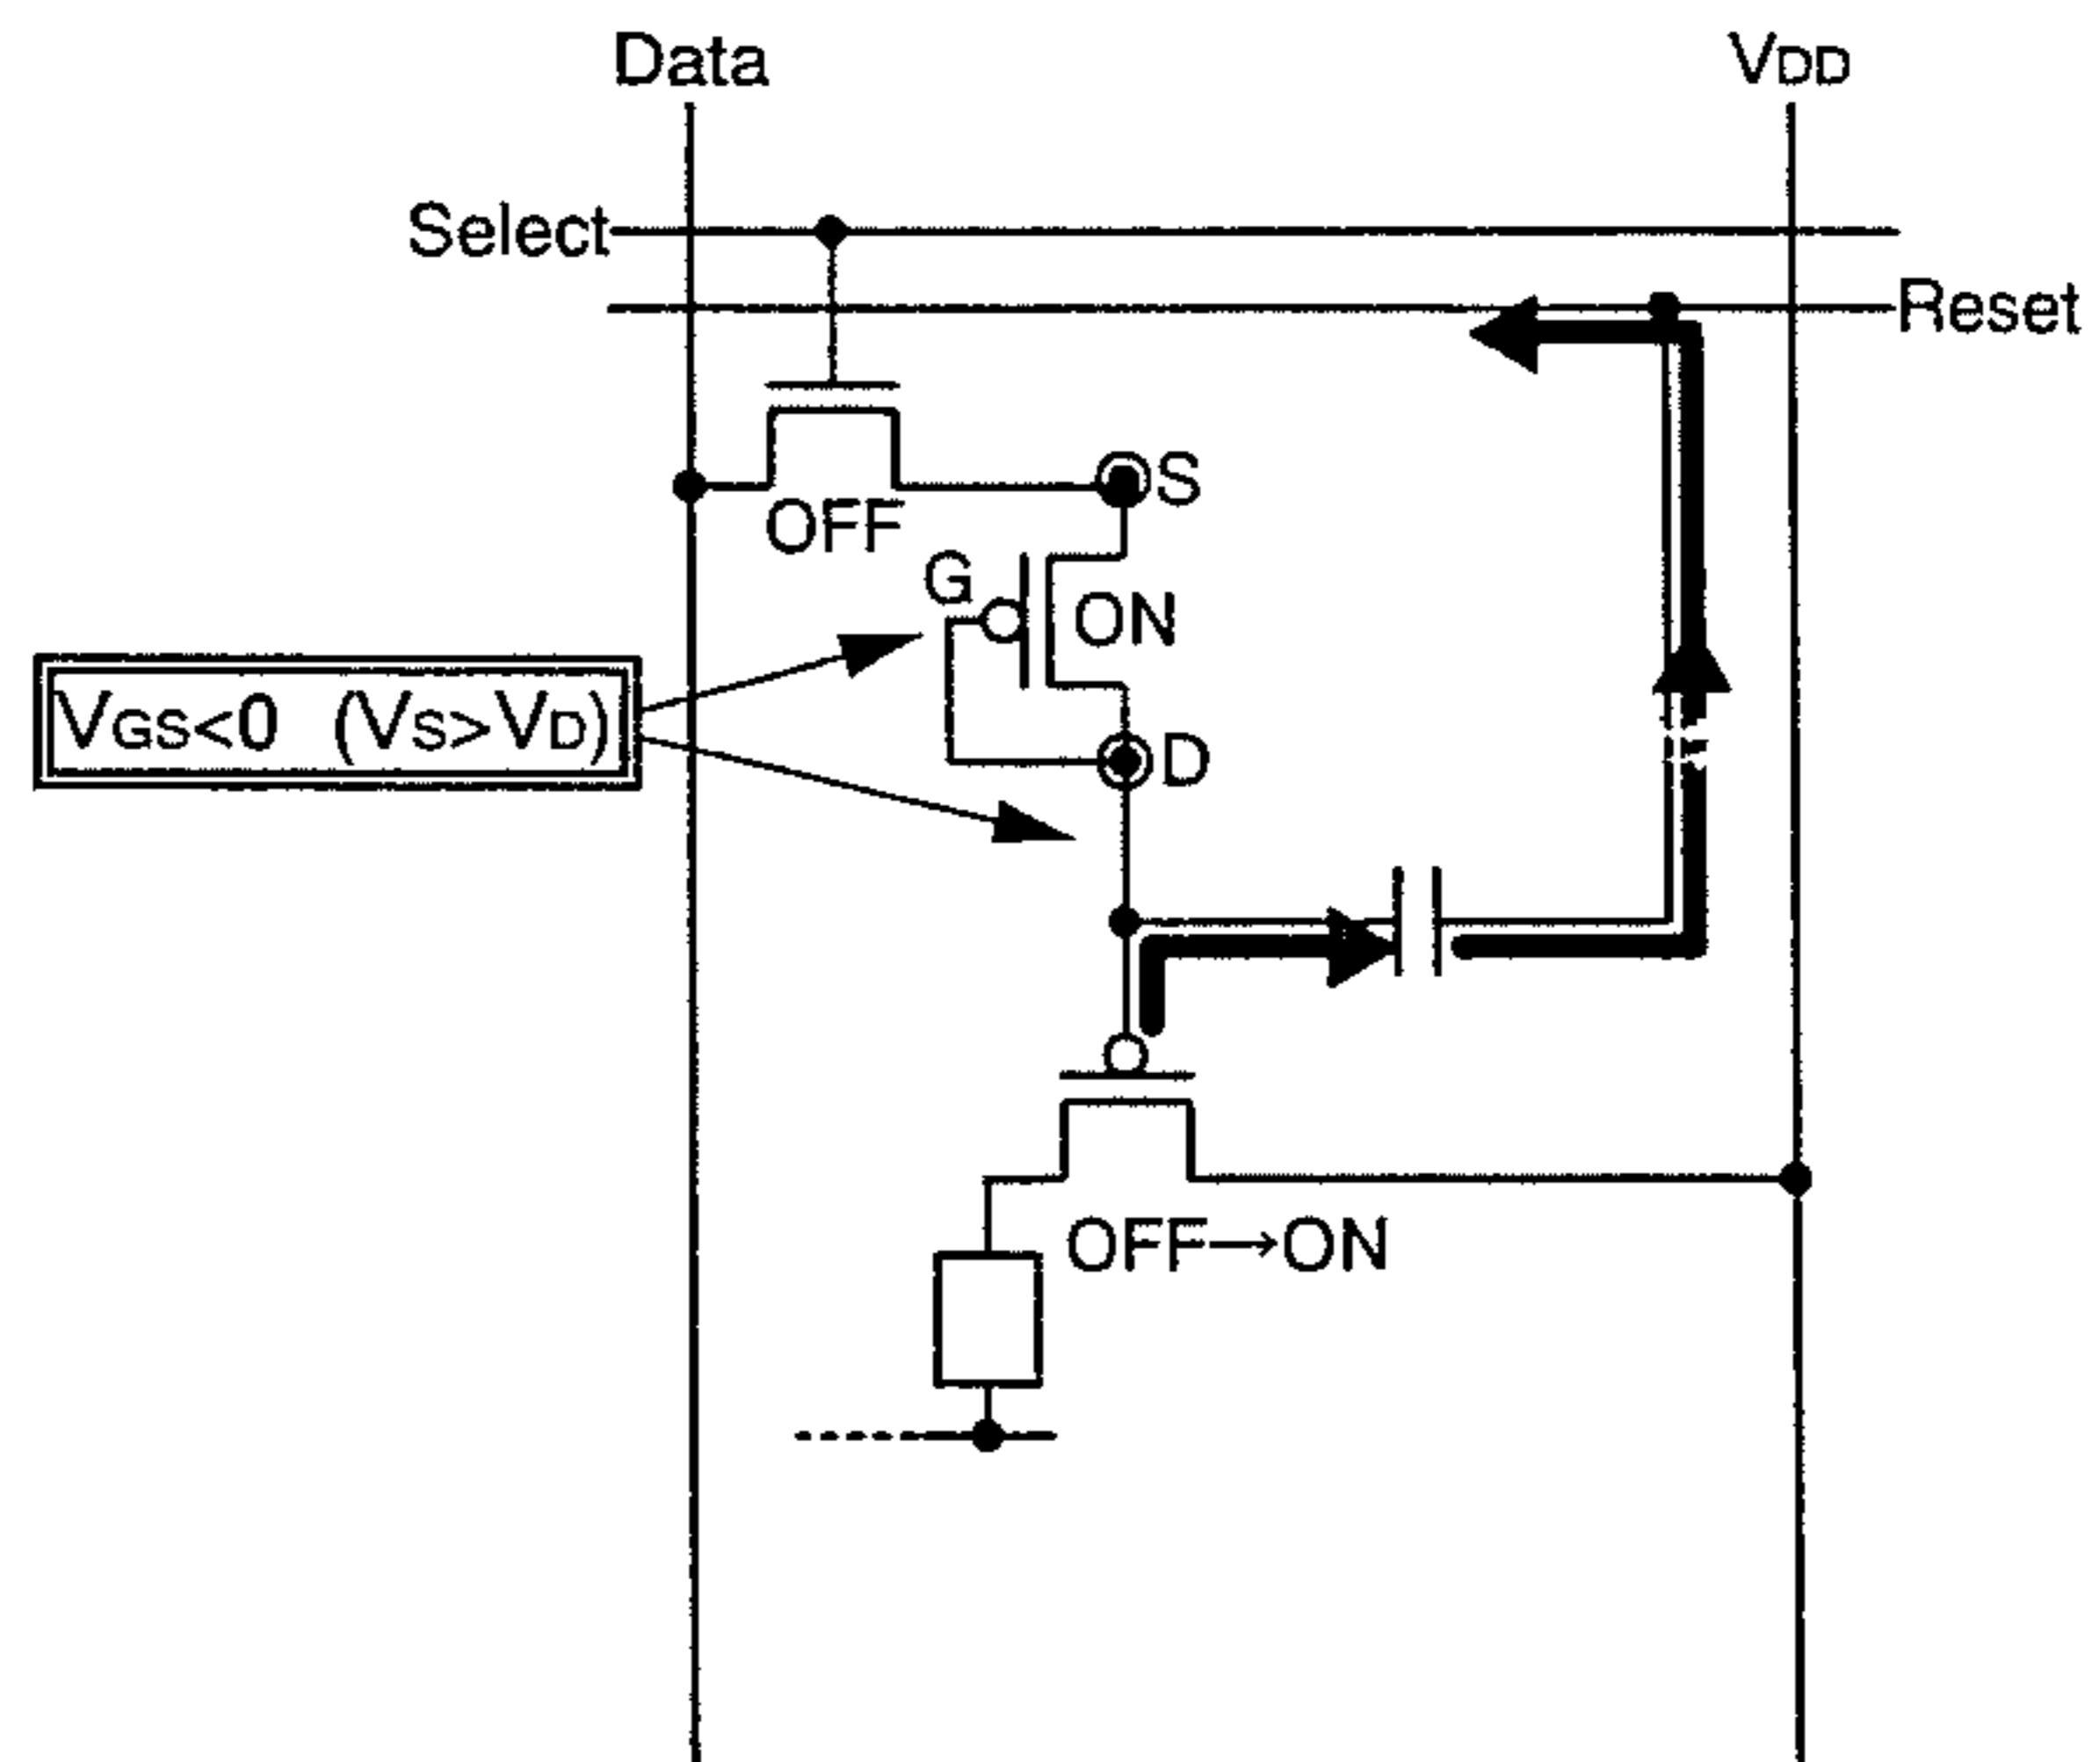 Data
VDD
Select
Reset
S
OFF
G
ON
VGS<0 (VS>VD)
D
OFF→ON